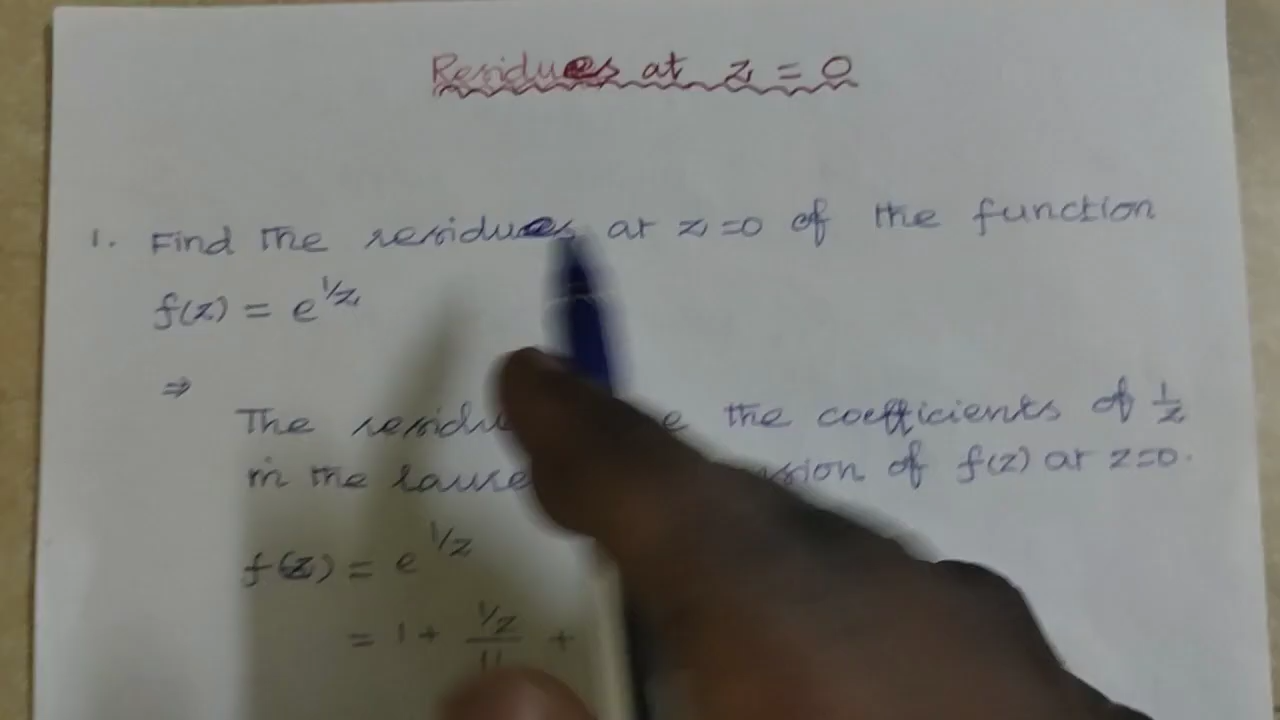 Residues at z = 0
1. Find the residues at z=0 of the function
f(z) = e^1/z
⇒
The the coefficients of 1/z
in the of f(z) at z=0.
f(z) = e^1/z
= 1 + (1/z)/1! +